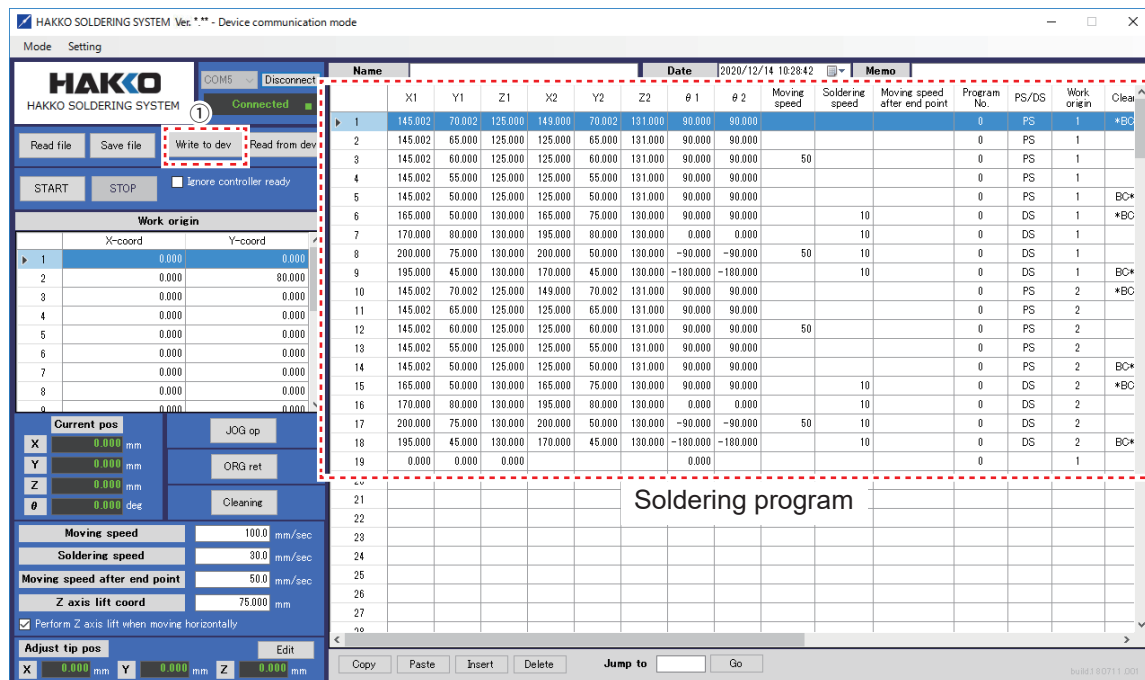 HAKKO SOLDERING SYSTEM Ver. *.** - Device communication mode
Mode Setting
HAKKO
HAKKO SOLDERING SYSTEM
COM5 Disconnect
Connected
①
Read file Save file Write to dev Read from dev
START STOP Ignore controller ready
Work origin
X-coord Y-coord
1 0.000 0.000
2 0.000 80.000
3 0.000 0.000
4 0.000 0.000
5 0.000 0.000
6 0.000 0.000
7 0.000 0.000
8 0.000 0.000
9 0.000 0.000
Current pos
X 0.000 mm
Y 0.000 mm
Z 0.000 mm
θ 0.000 deg
JOG op
ORG ret
Cleaning
Moving speed 100.0 mm/sec
Soldering speed 30.0 mm/sec
Moving speed after end point 50.0 mm/sec
Z axis lift coord 75.000 mm
Perform Z axis lift when moving horizontally
Adjust tip pos Edit
X 0.000 mm Y 0.000 mm Z 0.000 mm
Name Date 2020/12/14 10:28:42 Memo
X1 Y1 Z1 X2 Y2 Z2 θ 1 θ 2 Moving speed Soldering speed Moving speed after end point Program No. PS/DS Work origin Clea
1 145.002 70.002 125.000 149.000 70.002 131.000 90.000 90.000 0 PS 1 *BC
2 145.002 65.000 125.000 125.000 65.000 131.000 90.000 90.000 0 PS 1
3 145.002 60.000 125.000 125.000 60.000 131.000 90.000 90.000 50 0 PS 1
4 145.002 55.000 125.000 125.000 55.000 131.000 90.000 90.000 0 PS 1
5 145.002 50.000 125.000 125.000 50.000 131.000 90.000 90.000 0 PS 1 BC*
6 165.000 50.000 130.000 165.000 75.000 130.000 90.000 90.000 10 0 DS 1 *BC
7 170.000 80.000 130.000 195.000 80.000 130.000 0.000 0.000 10 0 DS 1
8 200.000 75.000 130.000 200.000 50.000 130.000 -90.000 -90.000 50 10 0 DS 1
9 195.000 45.000 130.000 170.000 45.000 130.000 -180.000 -180.000 10 0 DS 1 BC*
10 145.002 70.002 125.000 149.000 70.002 131.000 90.000 90.000 0 PS 2 *BC
11 145.002 65.000 125.000 125.000 65.000 131.000 90.000 90.000 0 PS 2
12 145.002 60.000 125.000 125.000 60.000 131.000 90.000 90.000 50 0 PS 2
13 145.002 55.000 125.000 125.000 55.000 131.000 90.000 90.000 0 PS 2
14 145.002 50.000 125.000 125.000 50.000 131.000 90.000 90.000 0 PS 2 BC*
15 165.000 50.000 130.000 165.000 75.000 130.000 90.000 90.000 10 0 DS 2 *BC
16 170.000 80.000 130.000 195.000 80.000 130.000 0.000 0.000 10 0 DS 2
17 200.000 75.000 130.000 200.000 50.000 130.000 -90.000 -90.000 50 10 0 DS 2
18 195.000 45.000 130.000 170.000 45.000 130.000 -180.000 -180.000 10 0 DS 2 BC*
19 0.000 0.000 0.000 0.000 0 1
20
21
Soldering program
22
23
24
25
26
27
28
Copy Paste Insert Delete Jump to Go